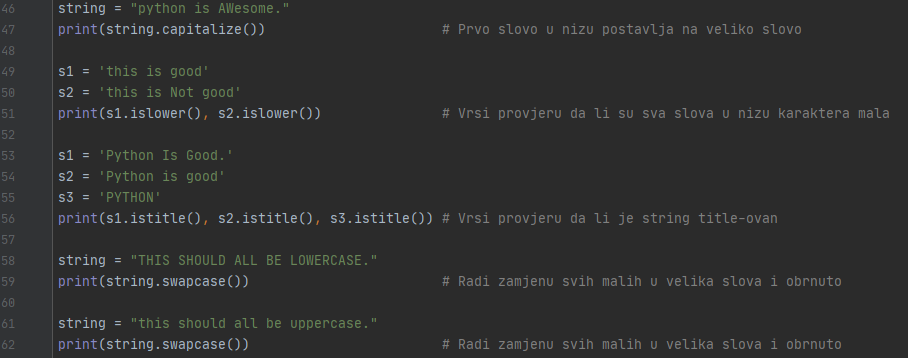 46 string = "python is AWesome."
47 print(string.capitalize()) # Prvo slovo u nizu postavlja na veliko slovo
48
49 s1 = 'this is good'
50 s2 = 'this is Not good'
51 print(s1.islower(), s2.islower()) # Vrsi provjeru da li su sva slova u nizu karaktera mala
52
53 s1 = 'Python Is Good.'
54 s2 = 'Python is good'
55 s3 = 'PYTHON'
56 print(s1.istitle(), s2.istitle(), s3.istitle()) # Vrsi provjeru da li je string title-ovan
57
58 string = "THIS SHOULD ALL BE LOWERCASE."
59 print(string.swapcase()) # Radi zamjenu svih malih u velika slova i obrnuto
60
61 string = "this should all be uppercase."
62 print(string.swapcase()) # Radi zamjenu svih malih u velika slova i obrnuto